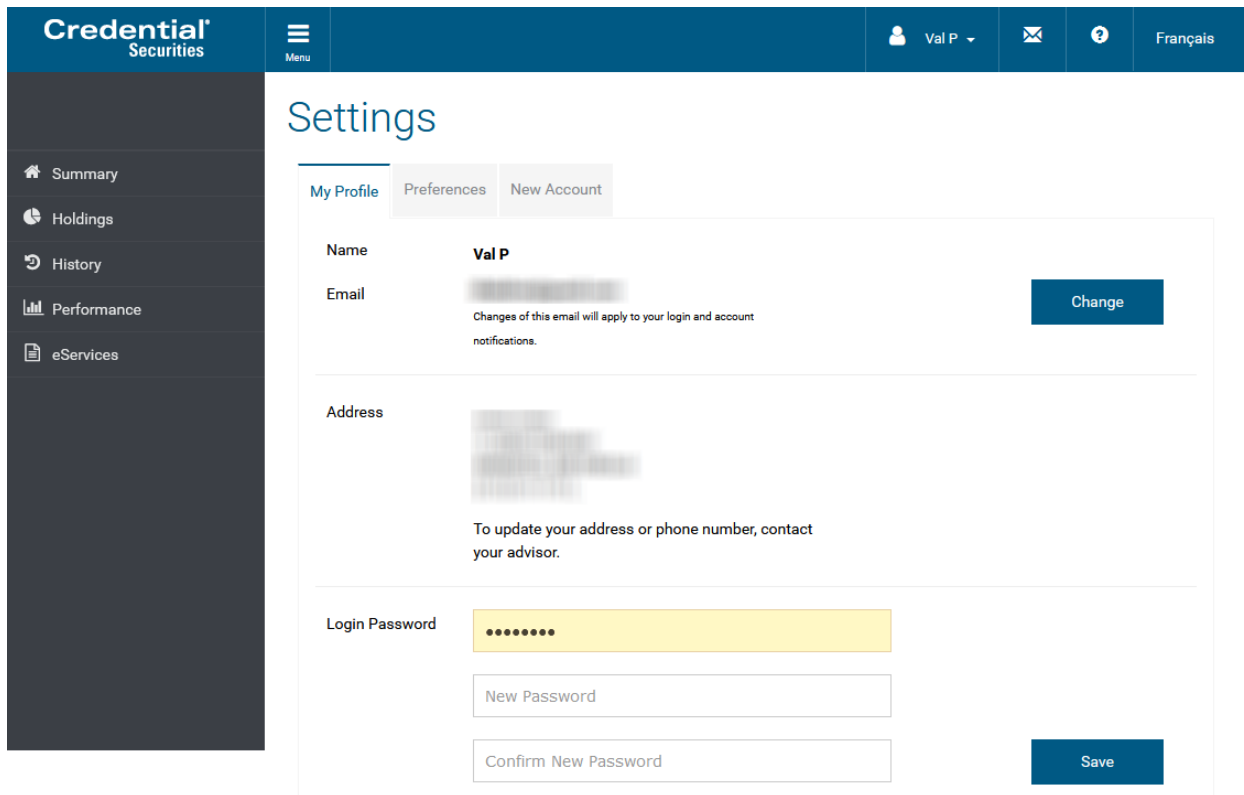 Credential®
Securities
Menu
Val P
Français
Settings
Summary
Holdings
History
Performance
eServices
My Profile
Preferences
New Account
Name
Val P
Email
Changes of this email will apply to your login and account
notifications.
Change
Address
To update your address or phone number, contact
your advisor.
Login Password
••••••••
New Password
Confirm New Password
Save